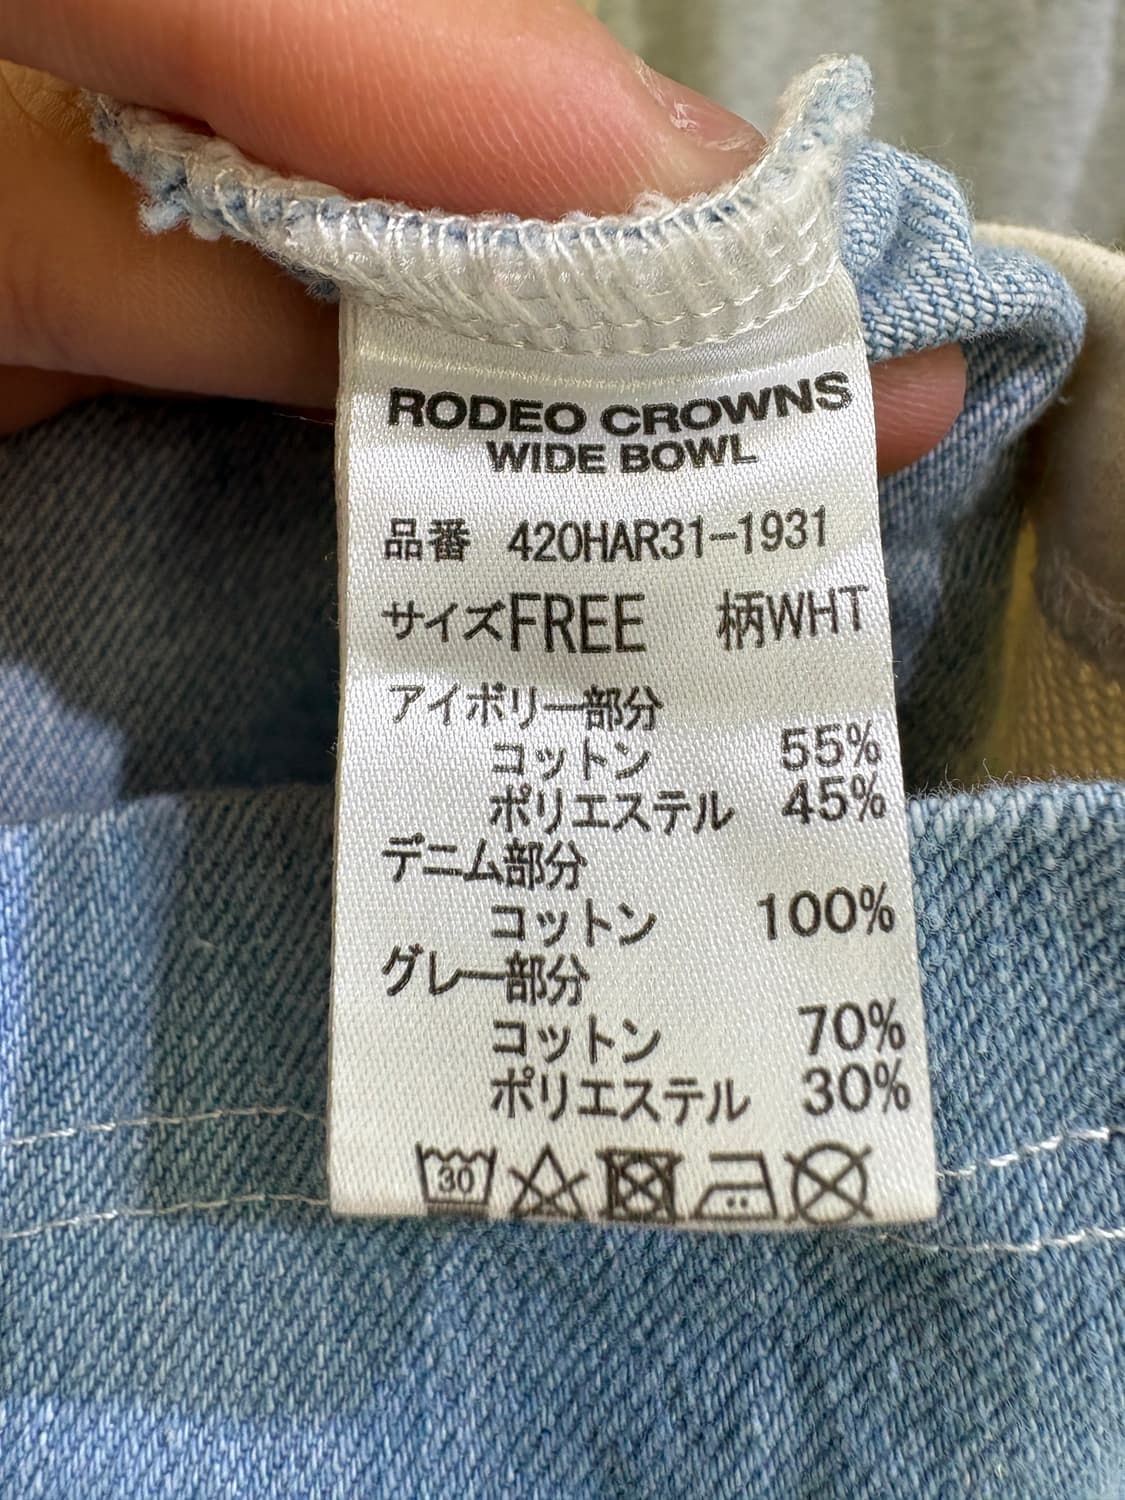 RODEO CROWNS
WIDE BOWL
品番 420HAR31-1931
サイズFREE 柄WHT
アイボリー部分
コットン 55%
ポリエステル 45%
デニム部分
コットン 100%
グレー部分
コットン 70%
ポリエステル 30%
30